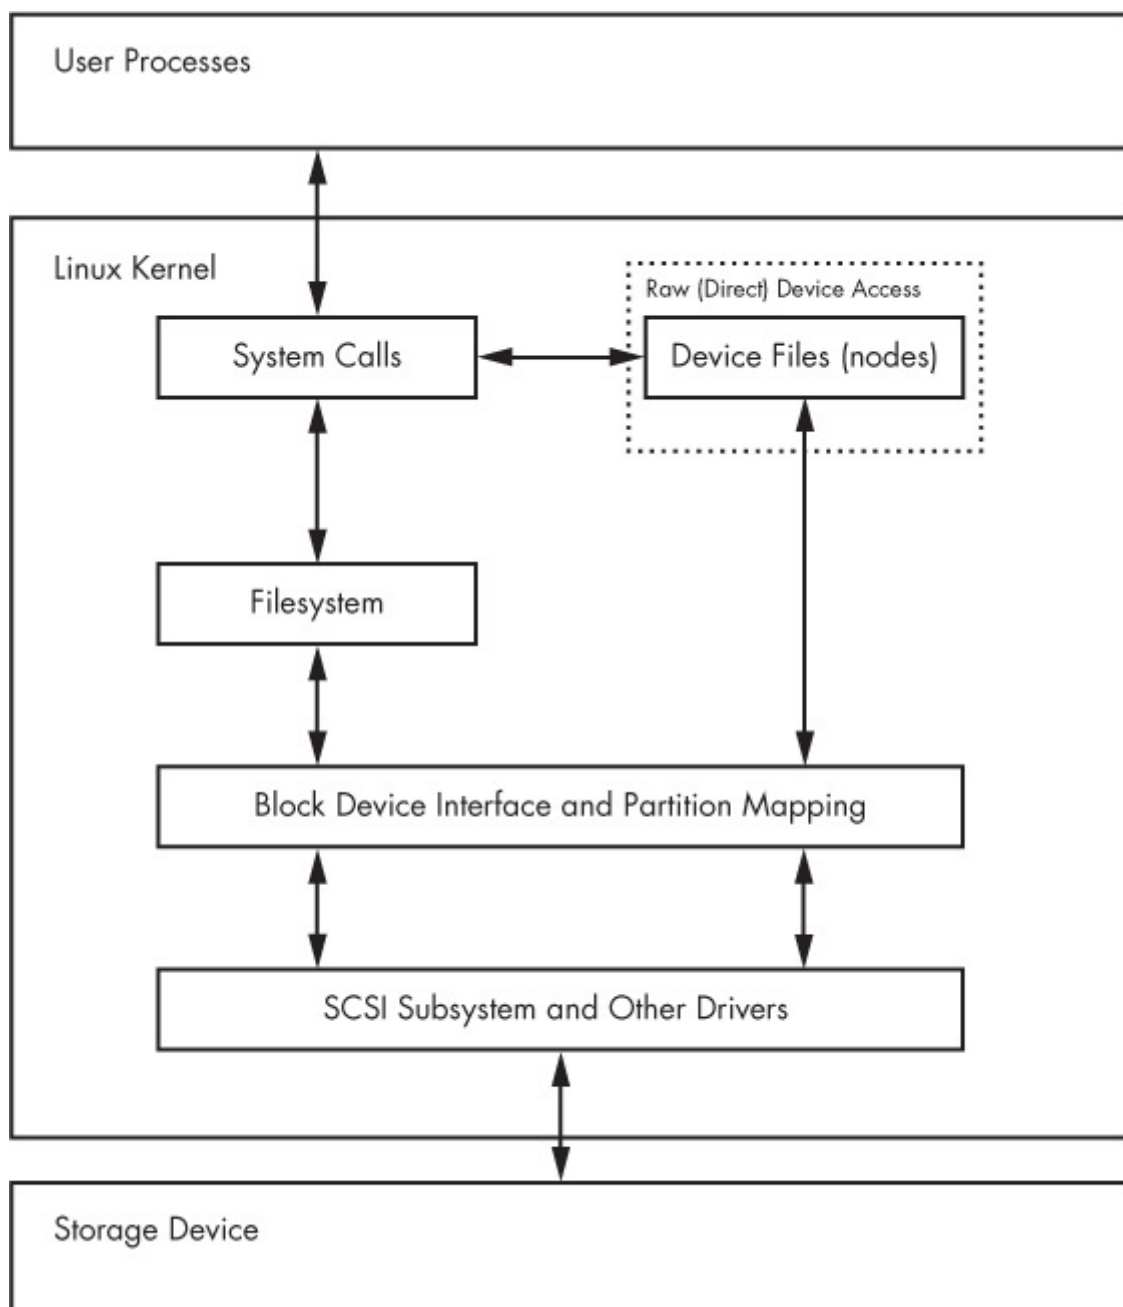 User Processes
Linux Kernel
Raw (Direct) Device Access
System Calls
Device Files (nodes)
Filesystem
Block Device Interface and Partition Mapping
SCSI Subsystem and Other Drivers
Storage Device